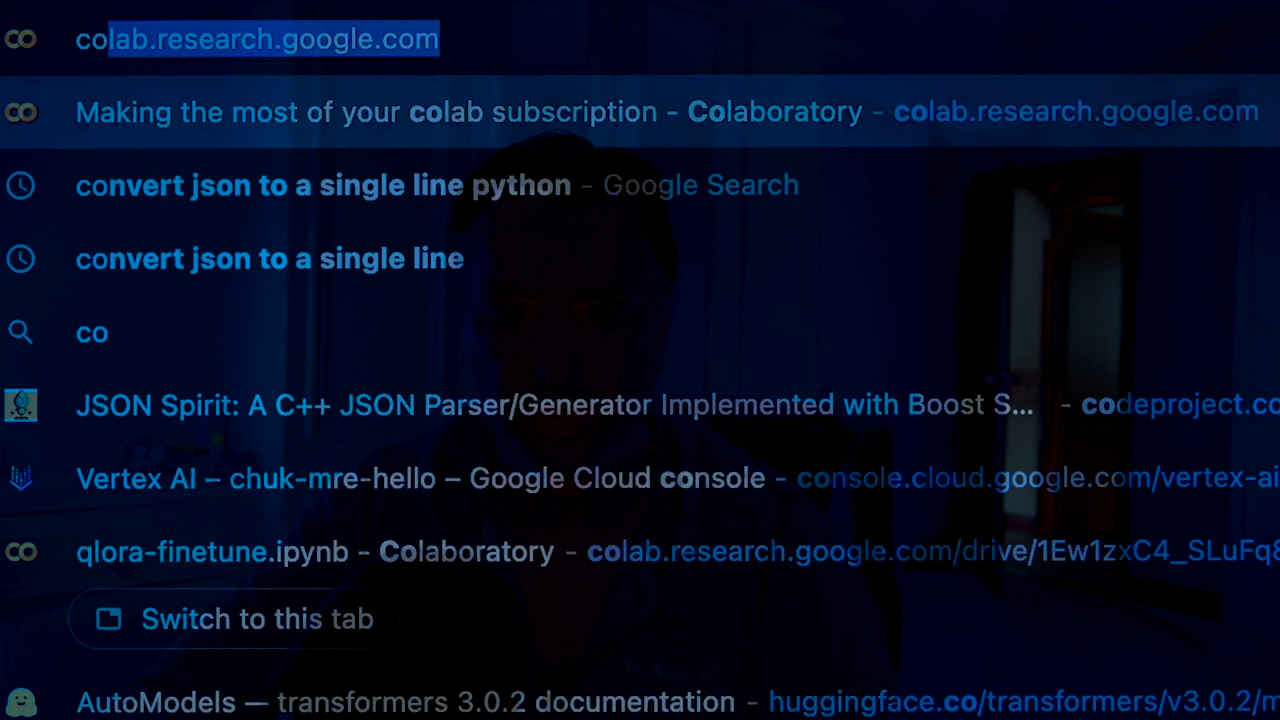 colab.research.google.com
Making the most of your colab subscription - Colaboratory - colab.research.google.com
convert json to a single line python - Google Search
convert json to a single line
co
JSON Spirit: A C++ JSON Parser/Generator Implemented with Boost S... - codeproject.co
Vertex AI – chuk-mre-hello – Google Cloud console - console.cloud.google.com/vertex-ai
qlora-finetune.ipynb - Colaboratory - colab.research.google.com/drive/1Ew1zxC4_SLuFq8
Switch to this tab
AutoModels — transformers 3.0.2 documentation - huggingface.co/transformers/v3.0.2/m